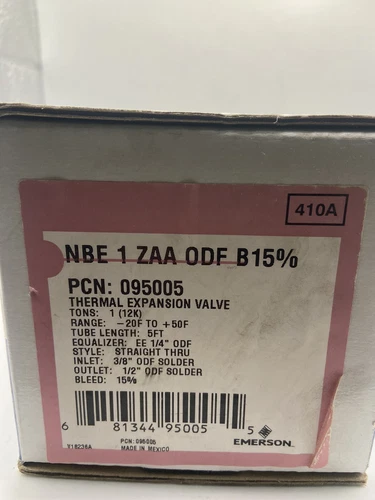 410A
NBE 1 ZAA ODF B15%
PCN: 095005
THERMAL EXPANSION VALVE
TONS: 1 (12K)
RANGE: -20F TO +50F
TUBE LENGTH: 5FT
EQUALIZER: EE 1/4" ODF
STYLE: STRAIGHT THRU
INLET: 3/8" ODF SOLDER
OUTLET: 1/2" ODF SOLDER
BLEED: 15%
6 81344 95005 5
V18236A
PCN: 095005
MADE IN MEXICO
EMERSON